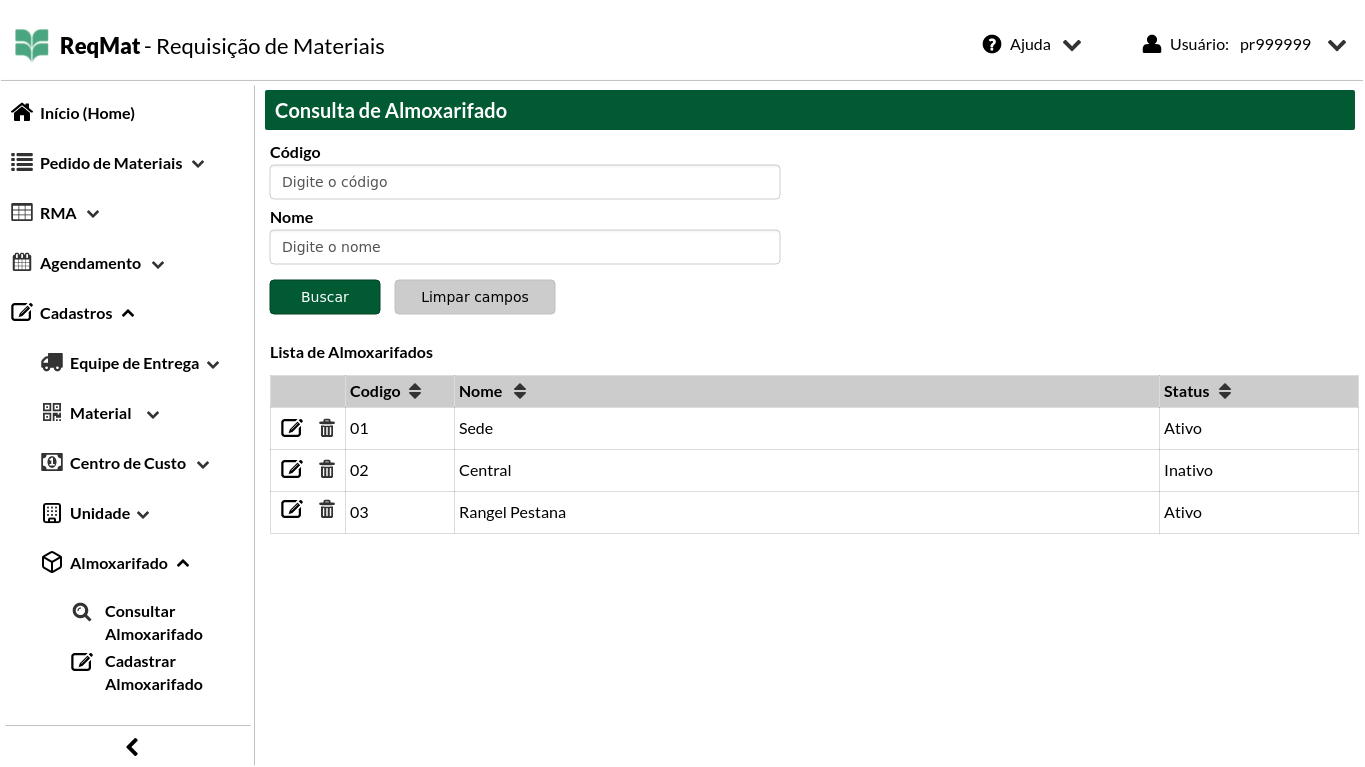 ReqMat - Requisição de Materiais
Ajuda
Usuário: pr999999
Início (Home)
Pedido de Materiais
RMA
Agendamento
Cadastros
Equipe de Entrega
Material
Centro de Custo
Unidade
Almoxarifado
Consultar
Almoxarifado
Cadastrar
Almoxarifado
Consulta de Almoxarifado
Código
Digite o código
Nome
Digite o nome
Buscar Limpar campos
Lista de Almoxarifados
Codigo Nome Status
01 Sede Ativo
02 Central Inativo
03 Rangel Pestana Ativo